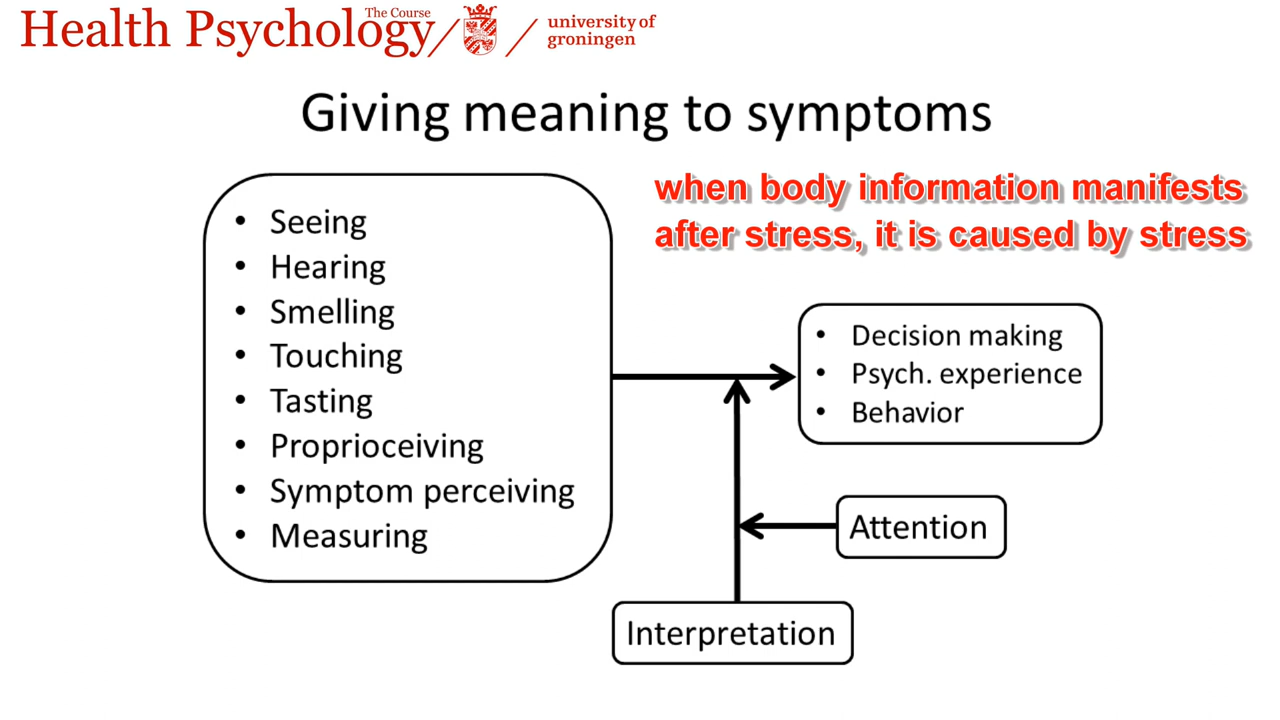 Health Psychology
The Course
university of
groningen
Giving meaning to symptoms
when body information manifests
after stress, it is caused by stress
• Seeing
• Hearing
• Smelling
• Touching
• Tasting
• Proprioceiving
• Symptom perceiving
• Measuring
• Decision making
• Psych. experience
• Behavior
Attention
Interpretation